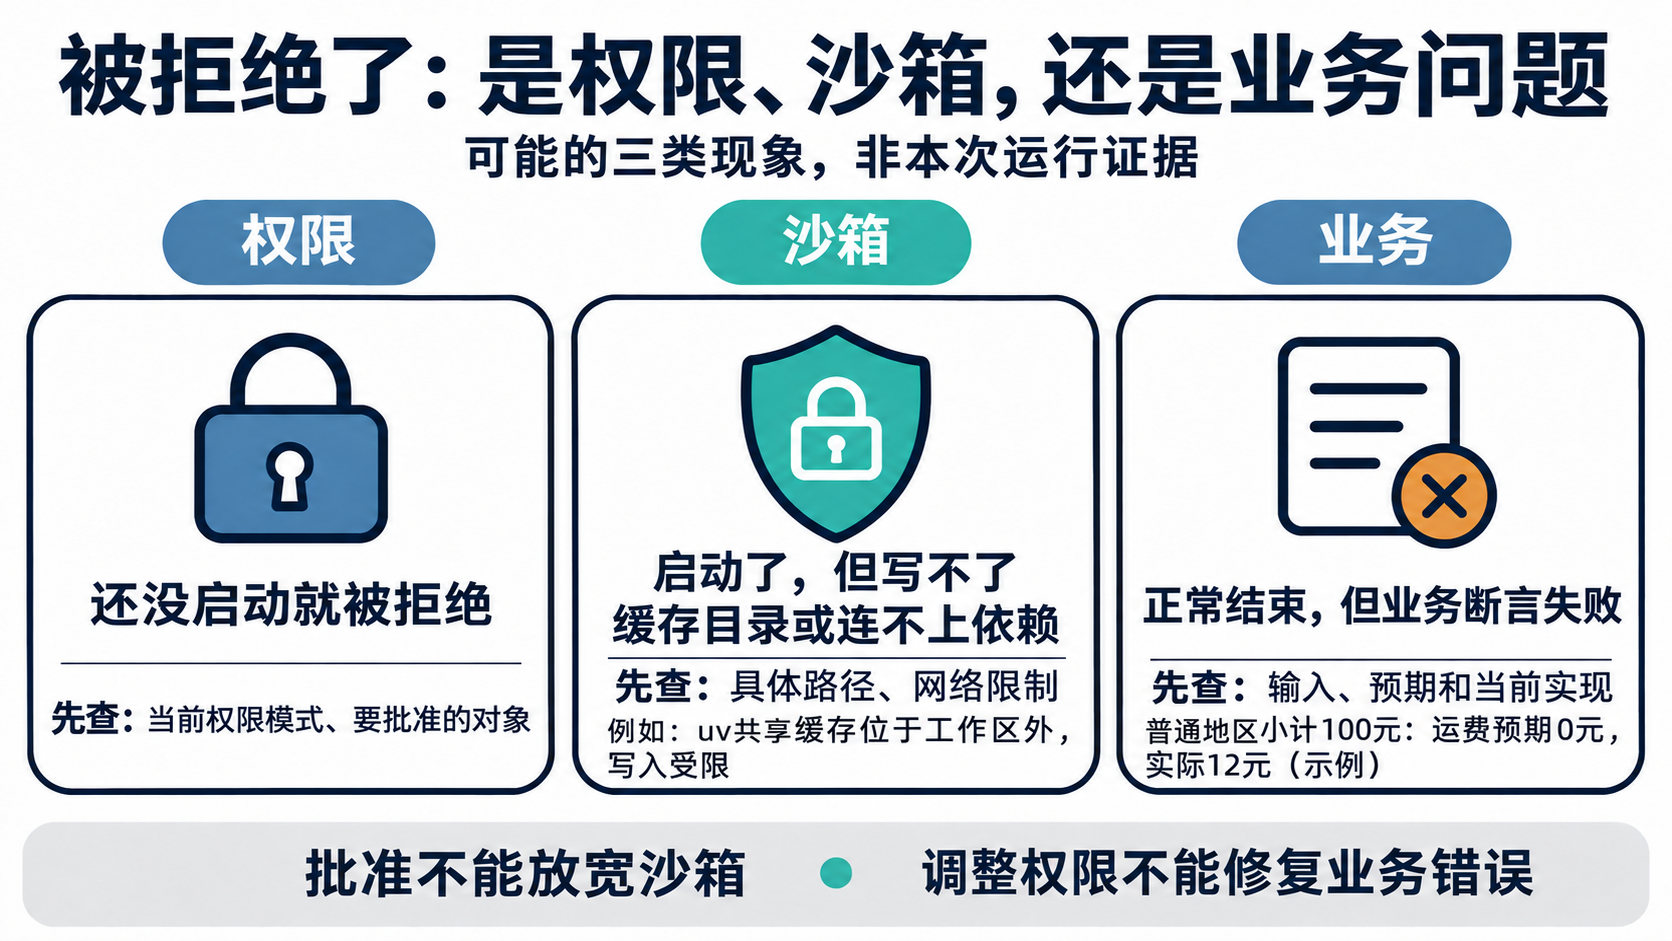 被拒绝了：是权限、沙箱，还是业务问题
可能的三类现象，非本次运行证据
权限
还没启动就被拒绝
先查：当前权限模式、要批准的对象
沙箱
启动了，但写不了
缓存目录或连不上依赖
先查：具体路径、网络限制
例如：uv共享缓存位于工作区外，
写入受限
业务
正常结束，但业务断言失败
先查：输入、预期和当前实现
普通地区小计100元：运费预期0元，
实际12元（示例）
批准不能放宽沙箱
调整权限不能修复业务错误